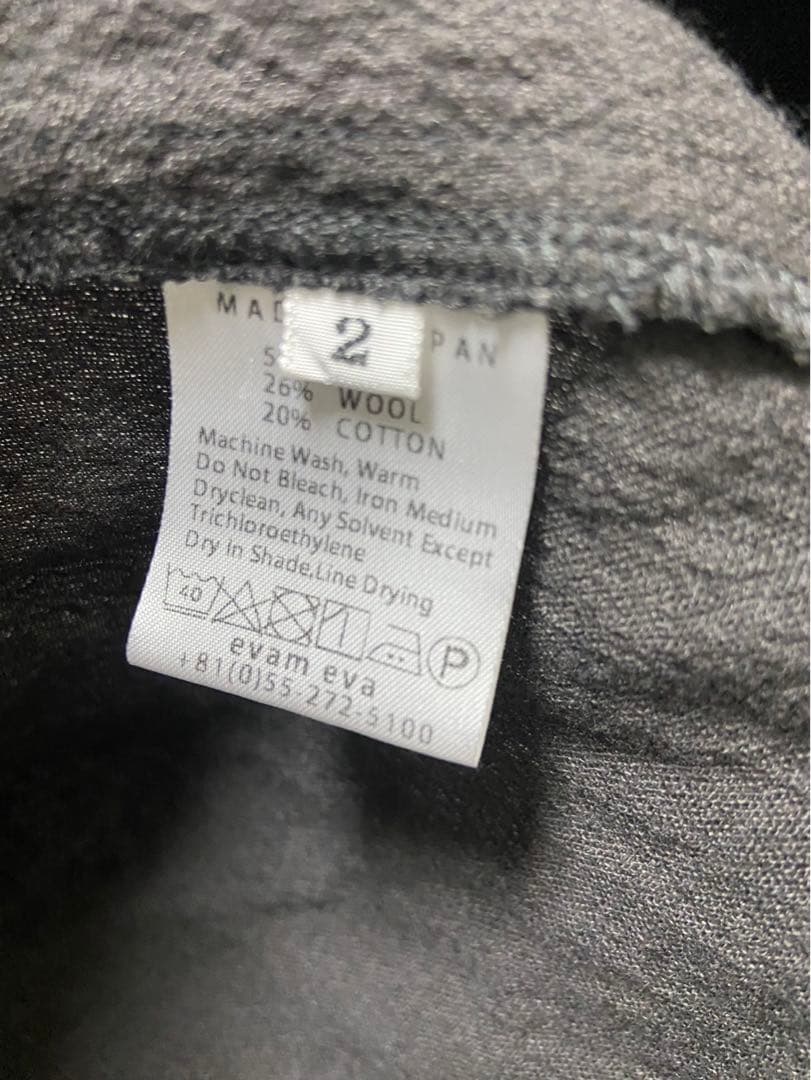 MAD PAN
2
5
26% WOOL
20% COTTON
Machine Wash, Warm
Do Not Bleach, Iron Medium
Dryclean, Any Solvent Except
Trichloroethylene
Dry in Shade,Line Drying
40
P
evam eva
+81(0)55-272-5100